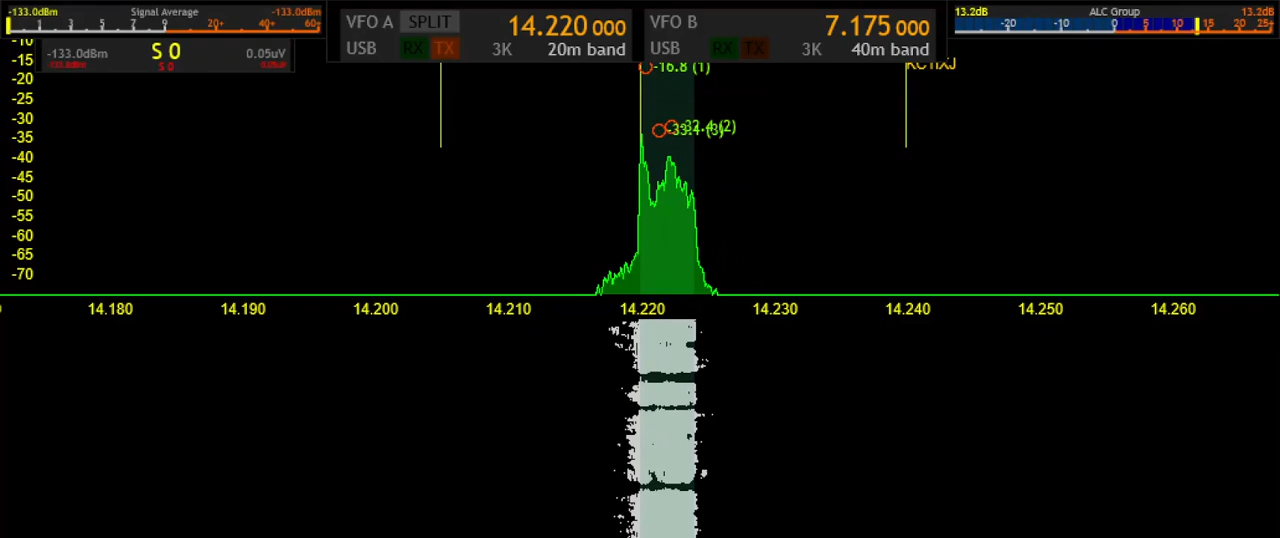 -133.0dBm Signal Average -133.0dBm
1 3 5 7 9 20+ 40+ 60+
-133.0dBm S 0 0.05uV
S 0
VFO A SPLIT 14.220 000
USB RX TX 3K 20m band
VFO B 7.175 000
USB RX TX 3K 40m band
13.2dB ALC Group 13.2dB
-20 -10 0 5 10 15 20 25+
-10
-15
-20
-25
-30
-35
-40
-45
-50
-55
-60
-65
-70
-16.8 (1)
-32.4 (2)
-33.4 (3)
14.180 14.190 14.200 14.210 14.220 14.230 14.240 14.250 14.260